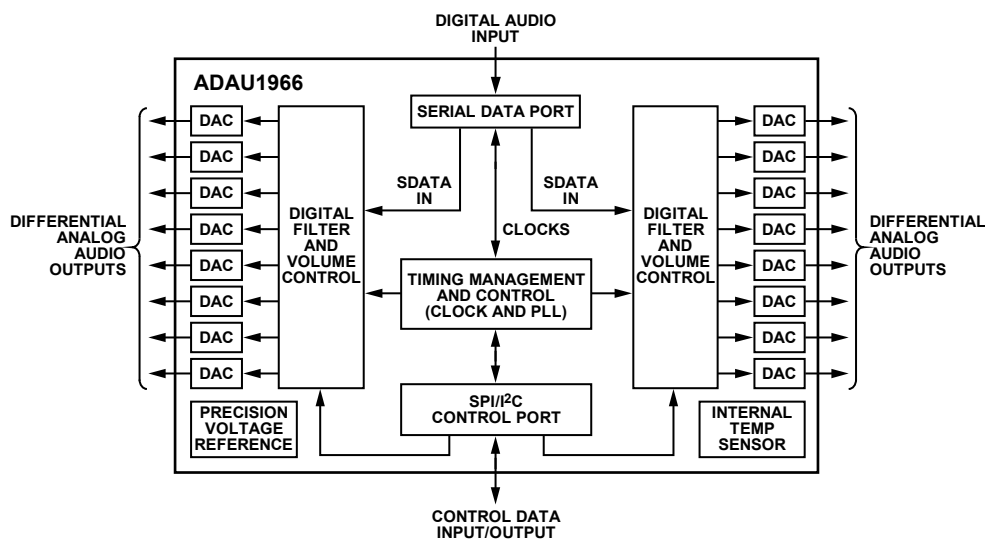 DIGITAL AUDIO
INPUT
ADAU1966
SERIAL DATA PORT
DAC
DAC
DAC
DAC
DAC
DAC
DAC
DAC
DIFFERENTIAL
ANALOG
AUDIO
OUTPUTS
DIGITAL
FILTER
AND
VOLUME
CONTROL
SDATA
IN
CLOCKS
SDATA
IN
TIMING MANAGEMENT
AND CONTROL
(CLOCK AND PLL)
DIGITAL
FILTER
AND
VOLUME
CONTROL
DAC
DAC
DAC
DAC
DAC
DAC
DAC
DAC
DIFFERENTIAL
ANALOG
AUDIO
OUTPUTS
PRECISION
VOLTAGE
REFERENCE
SPI/I²C
CONTROL PORT
INTERNAL
TEMP
SENSOR
CONTROL DATA
INPUT/OUTPUT